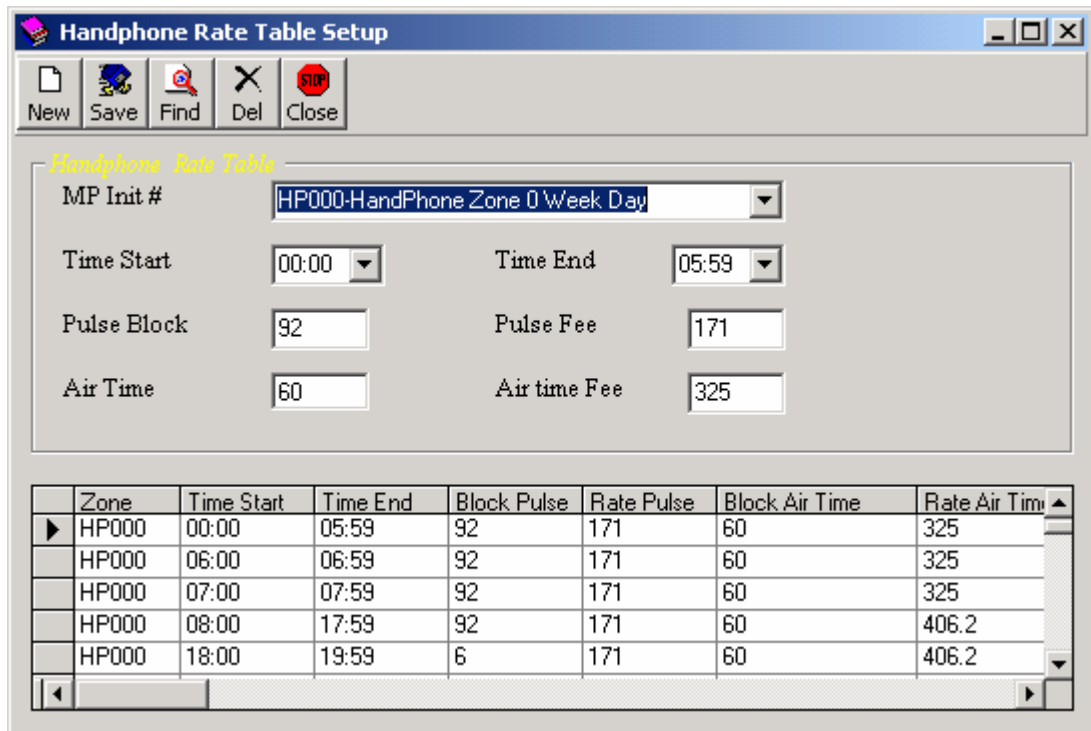 Handphone Rate Table Setup
New Save Find Del STOP Close
Handphone Rate Table
MP Init # HP000-HandPhone Zone 0 Week Day
Time Start 00:00 Time End 05:59
Pulse Block 92 Pulse Fee 171
Air Time 60 Air time Fee 325
Zone Time Start Time End Block Pulse Rate Pulse Block Air Time Rate Air Time
HP000 00:00 05:59 92 171 60 325
HP000 06:00 06:59 92 171 60 325
HP000 07:00 07:59 92 171 60 325
HP000 08:00 17:59 92 171 60 406.2
HP000 18:00 19:59 6 171 60 406.2